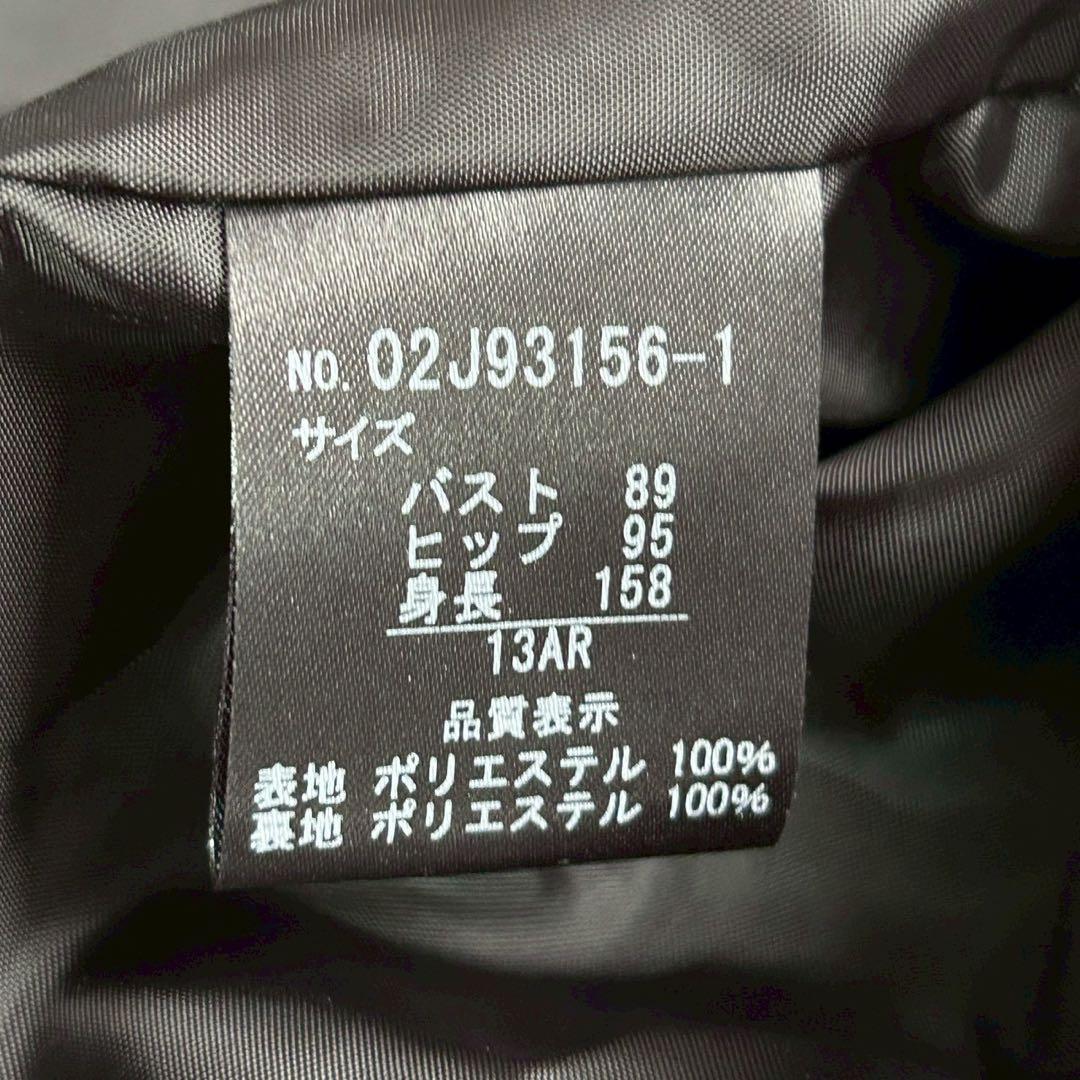 No. 02J93156-1
サイズ
バスト 89
ヒップ 95
身長 158
13AR
品質表示
表地 ポリエステル 100%
裏地 ポリエステル 100%